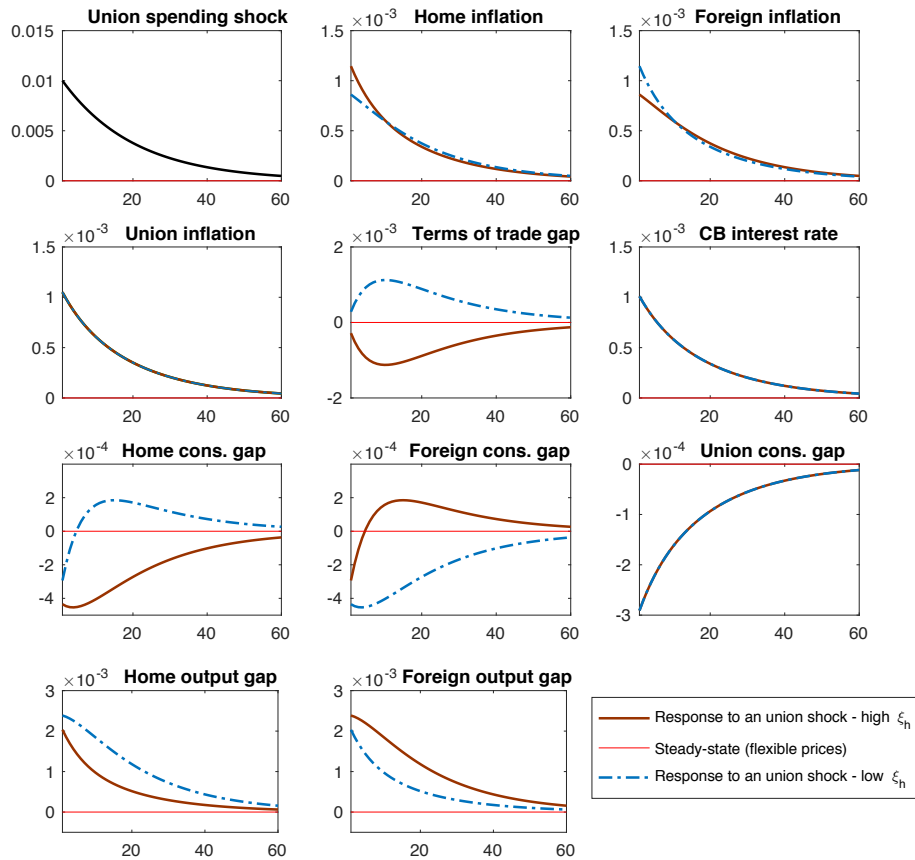 Union spending shock
0.015
0.01
0.005
0
20 40 60
Home inflation
×10⁻³
1.5
1
0.5
0
20 40 60
Foreign inflation
×10⁻³
1.5
1
0.5
0
20 40 60
Union inflation
×10⁻³
1.5
1
0.5
0
20 40 60
Terms of trade gap
×10⁻³
2
0
-2
20 40 60
CB interest rate
×10⁻³
1.5
1
0.5
0
20 40 60
Home cons. gap
×10⁻⁴
2
0
-2
-4
20 40 60
Foreign cons. gap
×10⁻⁴
2
0
-2
-4
20 40 60
Union cons. gap
×10⁻⁴
0
-1
-2
-3
20 40 60
Home output gap
×10⁻³
3
2
1
0
20 40 60
Foreign output gap
×10⁻³
3
2
1
0
20 40 60
Response to an union shock - high ξ_h
Steady-state (flexible prices)
Response to an union shock - low ξ_h